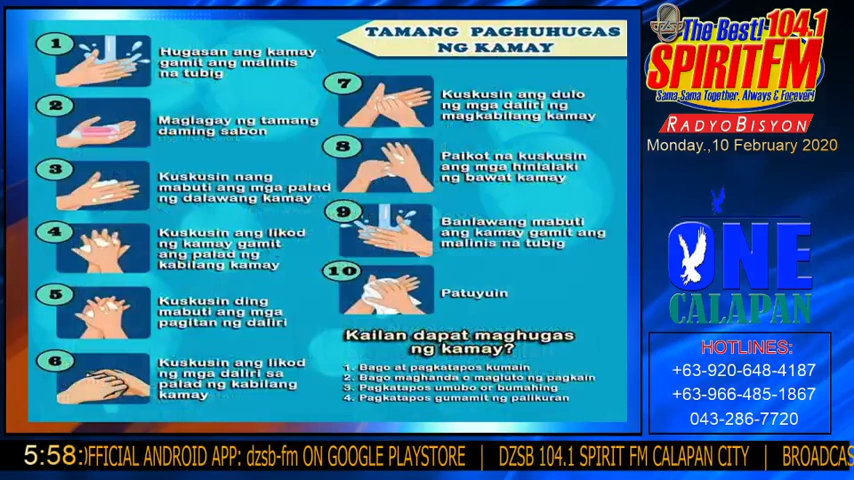 TAMANG PAGHUHUGAS
NG KAMAY
1
Hugasan ang kamay
gamit ang malinis
na tubig
2
Maglagay ng tamang
daming sabon
3
Kuskusin nang
mabuti ang mga palad
ng dalawang kamay
4
Kuskusin ang likod
ng kamay gamit
ang palad ng
kabilang kamay
5
Kuskusin ding
mabuti ang mga
pagitan ng daliri
6
Kuskusin ang likod
ng mga daliri sa
palad ng kabilang
kamay
7
Kuskusin ang dulo
ng mga daliri ng
magkabilang kamay
8
Paikot na kuskusin
ang mga hinlalaki
ng bawat kamay
9
Banlawang mabuti
ang kamay gamit ang
malinis na tubig
10
Patuyuin
Kailan dapat maghugas
ng kamay?
1. Bago at pagkatapos kumain
2. Bago maghanda o magluto ng pagkain
3. Pagkatapos umubo or bumahing
4. Pagkatapos gumamit ng palikuran
The Best! 104.1
SPIRIT FM
Sama-Sama Together, Always & Forever!
RADYOBISYON
Monday.,10 February 2020
ONE
CALAPAN
HOTLINES:
+63-920-648-4187
+63-966-485-1867
043-286-7720
5:58: OFFICIAL ANDROID APP: dzsb-fm ON GOOGLE PLAYSTORE | DZSB 104.1 SPIRIT FM CALAPAN CITY | BROADCAS